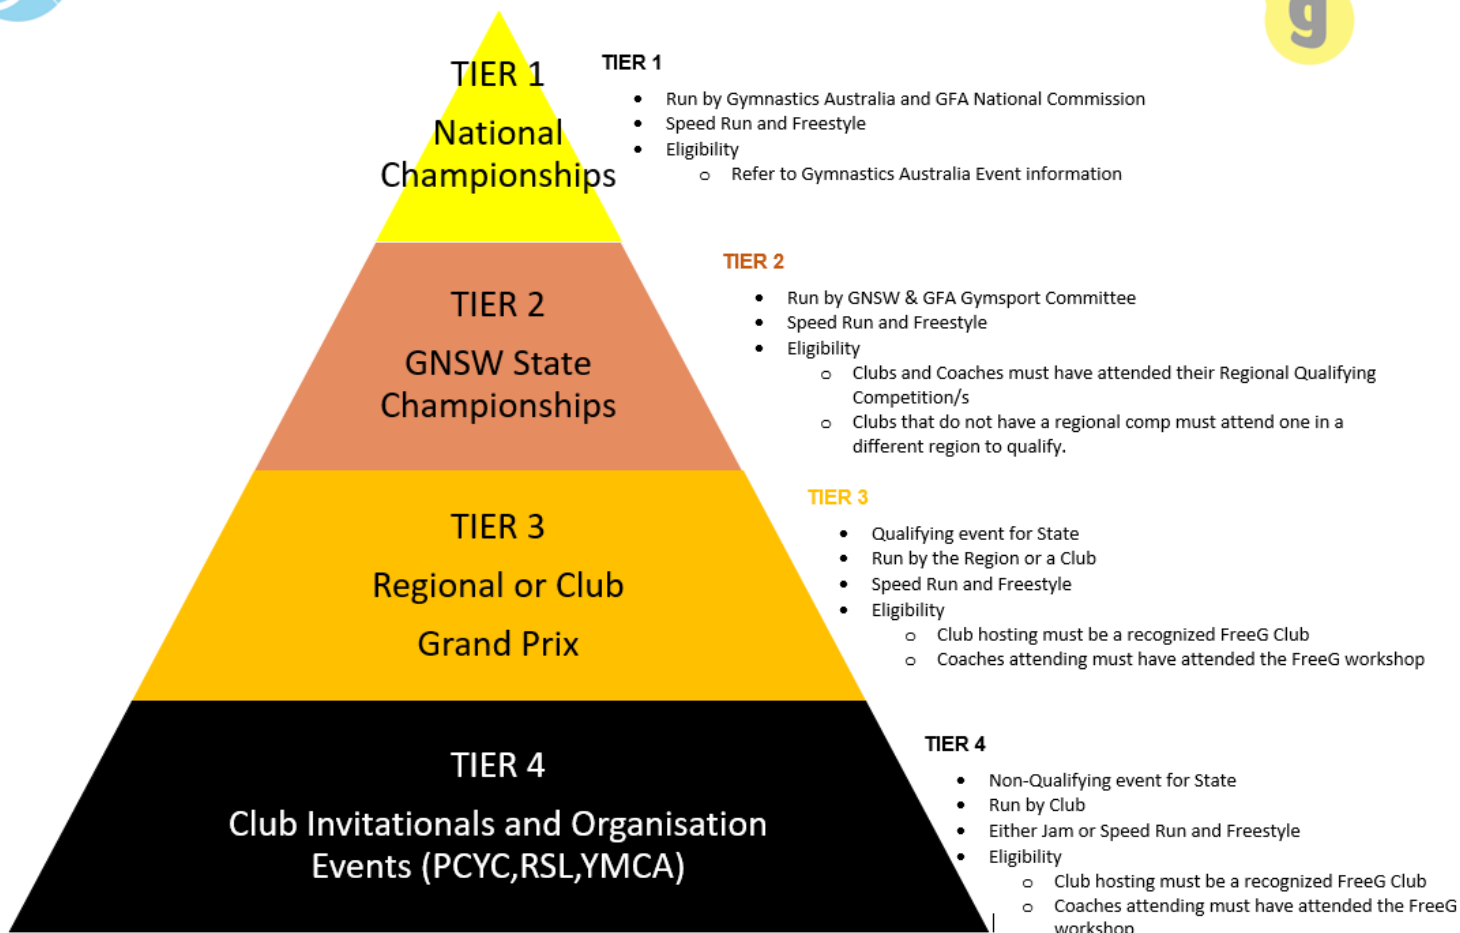 g
TIER 1
National
Championships
TIER 1
• Run by Gymnastics Australia and GFA National Commission
• Speed Run and Freestyle
• Eligibility
o Refer to Gymnastics Australia Event information
TIER 2
GNSW State
Championships
TIER 2
• Run by GNSW & GFA Gymsport Committee
• Speed Run and Freestyle
• Eligibility
o Clubs and Coaches must have attended their Regional Qualifying
Competition/s
o Clubs that do not have a regional comp must attend one in a
different region to qualify.
TIER 3
Regional or Club
Grand Prix
TIER 3
• Qualifying event for State
• Run by the Region or a Club
• Speed Run and Freestyle
• Eligibility
o Club hosting must be a recognized FreeG Club
o Coaches attending must have attended the FreeG workshop
TIER 4
Club Invitationals and Organisation
Events (PCYC,RSL,YMCA)
TIER 4
• Non-Qualifying event for State
• Run by Club
• Either Jam or Speed Run and Freestyle
• Eligibility
o Club hosting must be a recognized FreeG Club
o Coaches attending must have attended the FreeG
workshop